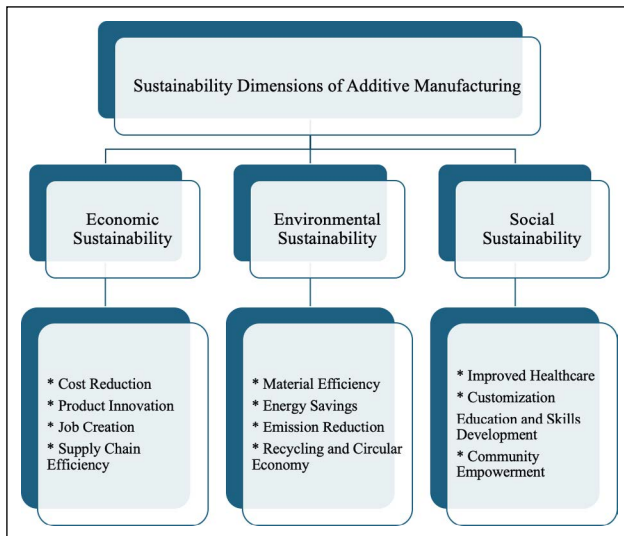 Sustainability Dimensions of Additive Manufacturing
Economic
Sustainability
Environmental
Sustainability
Social
Sustainability
* Cost Reduction
* Product Innovation
* Job Creation
* Supply Chain
Efficiency
* Material Efficiency
* Energy Savings
* Emission Reduction
* Recycling and Circular
Economy
* Improved Healthcare
* Customization
Education and Skills
Development
* Community
Empowerment